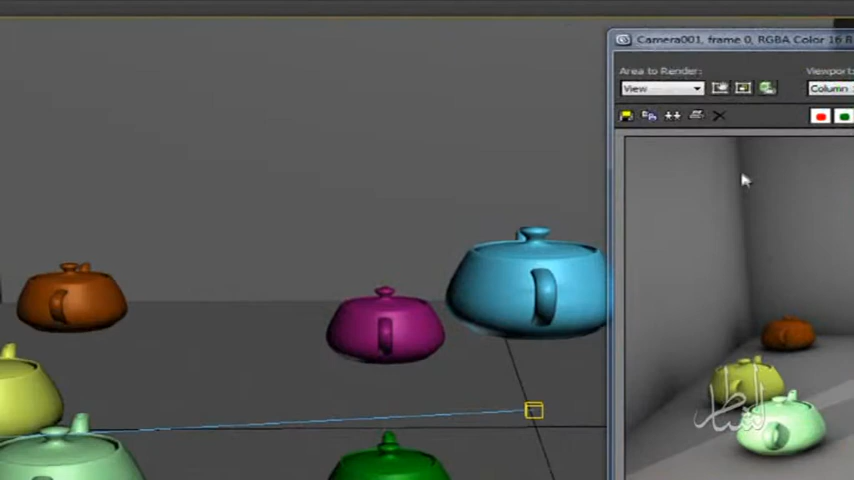 Camera001, frame 0, RGBA Color 16 B
Area to Render:
Viewport:
View
Column